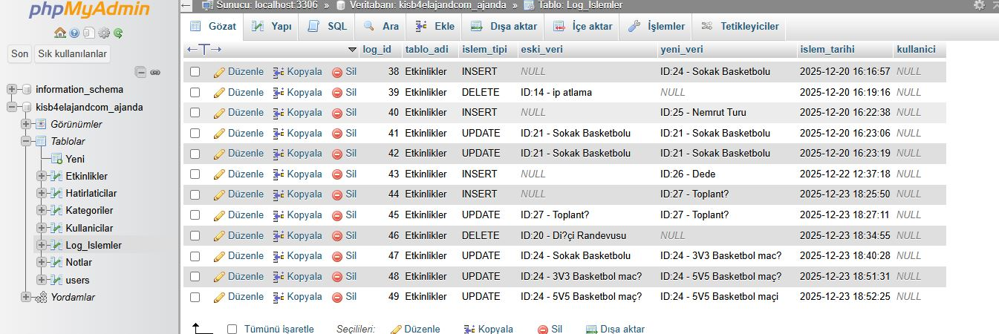 phpMyAdmin
Sunucu: localhost:3306 » Veritabanı: kisb4elajandcom_ajanda » Tablo: Log_Islemler
Gözat Yapı SQL Ara Ekle Dışa aktar İçe aktar İşlemler Tetikleyiciler
Son Sık kullanılanlar
information_schema
kisb4elajandcom_ajanda
Görünümler
Tablolar
Yeni
Etkinlikler
Hatirlaticilar
Kategoriler
Kullanicilar
Log_Islemler
Notlar
users
Yordamlar
log_id tablo_adi islem_tipi eski_veri yeni_veri islem_tarihi kullanici
Düzenle Kopyala Sil 38 Etkinlikler INSERT NULL ID:24 - Sokak Basketbolu 2025-12-20 16:16:57 NULL
Düzenle Kopyala Sil 39 Etkinlikler DELETE ID:14 - ip atlama NULL 2025-12-20 16:19:16 NULL
Düzenle Kopyala Sil 40 Etkinlikler INSERT NULL ID:25 - Nemrut Turu 2025-12-20 16:22:38 NULL
Düzenle Kopyala Sil 41 Etkinlikler UPDATE ID:21 - Sokak Basketbolu ID:21 - Sokak Basketbolu 2025-12-20 16:23:06 NULL
Düzenle Kopyala Sil 42 Etkinlikler UPDATE ID:21 - Sokak Basketbolu ID:21 - Sokak Basketbolu 2025-12-20 16:23:19 NULL
Düzenle Kopyala Sil 43 Etkinlikler INSERT NULL ID:26 - Dede 2025-12-22 12:37:18 NULL
Düzenle Kopyala Sil 44 Etkinlikler INSERT NULL ID:27 - Toplant? 2025-12-23 18:25:50 NULL
Düzenle Kopyala Sil 45 Etkinlikler UPDATE ID:27 - Toplant? ID:27 - Toplant? 2025-12-23 18:27:11 NULL
Düzenle Kopyala Sil 46 Etkinlikler DELETE ID:20 - Di?çi Randevusu NULL 2025-12-23 18:34:55 NULL
Düzenle Kopyala Sil 47 Etkinlikler UPDATE ID:24 - Sokak Basketbolu ID:24 - 3V3 Basketbol mac? 2025-12-23 18:40:28 NULL
Düzenle Kopyala Sil 48 Etkinlikler UPDATE ID:24 - 3V3 Basketbol mac? ID:24 - 5V5 Basketbol maç? 2025-12-23 18:51:31 NULL
Düzenle Kopyala Sil 49 Etkinlikler UPDATE ID:24 - 5V5 Basketbol maç? ID:24 - 5V5 Basketbol maçi 2025-12-23 18:52:25 NULL
Tümünü işaretle Seçilileri: Düzenle Kopyala Sil Dışa aktar